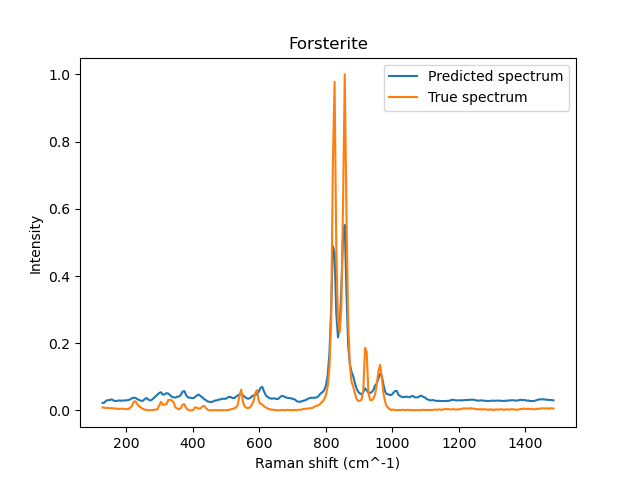 Forsterite
Predicted spectrum
True spectrum
Intensity
1.0
0.8
0.6
0.4
0.2
0.0
200 400 600 800 1000 1200 1400
Raman shift (cm^-1)